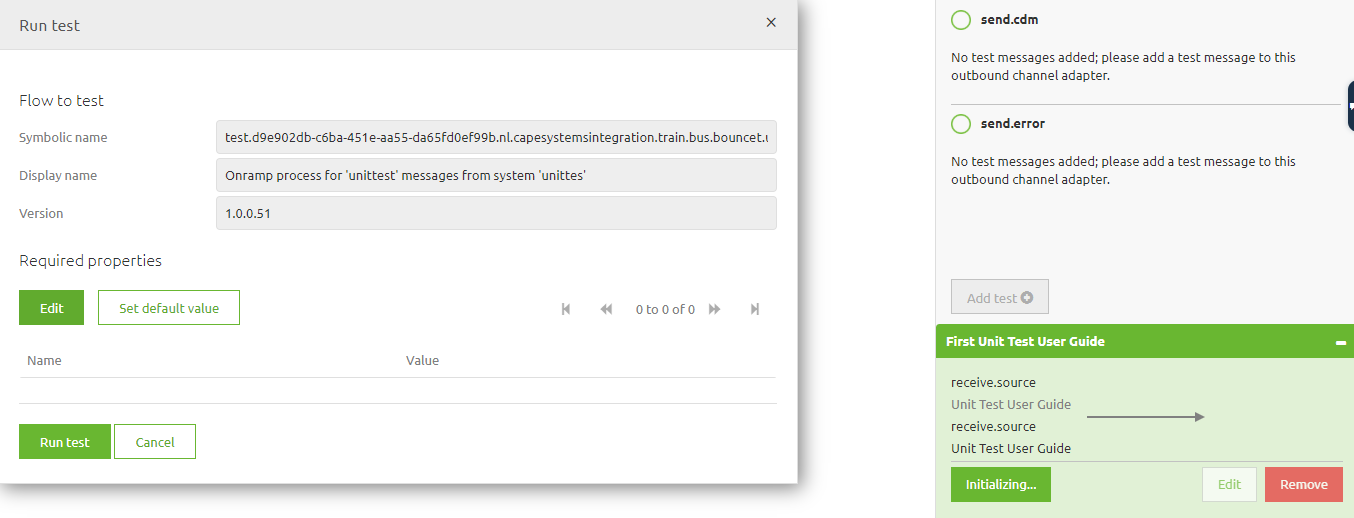 Run test
×
Flow to test
Symbolic name
test.d9e902db-c6ba-451e-aa55-da65fd0ef99b.nl.capesystemsintegration.train.bus.bouncet.u
Display name
Onramp process for 'unittest' messages from system 'unittes'
Version
1.0.0.51
Required properties
Edit
Set default value
0 to 0 of 0
Name
Value
Run test
Cancel
send.cdm
No test messages added; please add a test message to this
outbound channel adapter.
send.error
No test messages added; please add a test message to this
outbound channel adapter.
Add test
First Unit Test User Guide
receive.source
Unit Test User Guide
receive.source
Unit Test User Guide
Initializing...
Edit
Remove